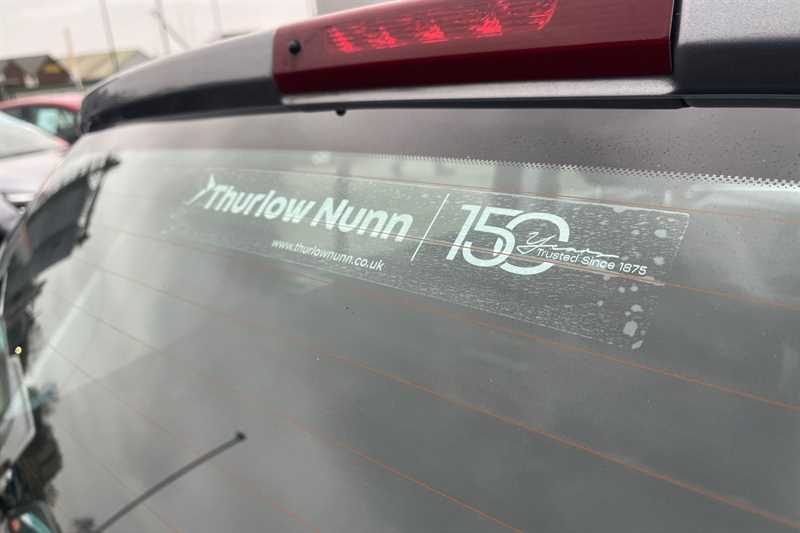 Thurlow Nunn
www.thurlownunn.co.uk
150
Years
Trusted Since 1875